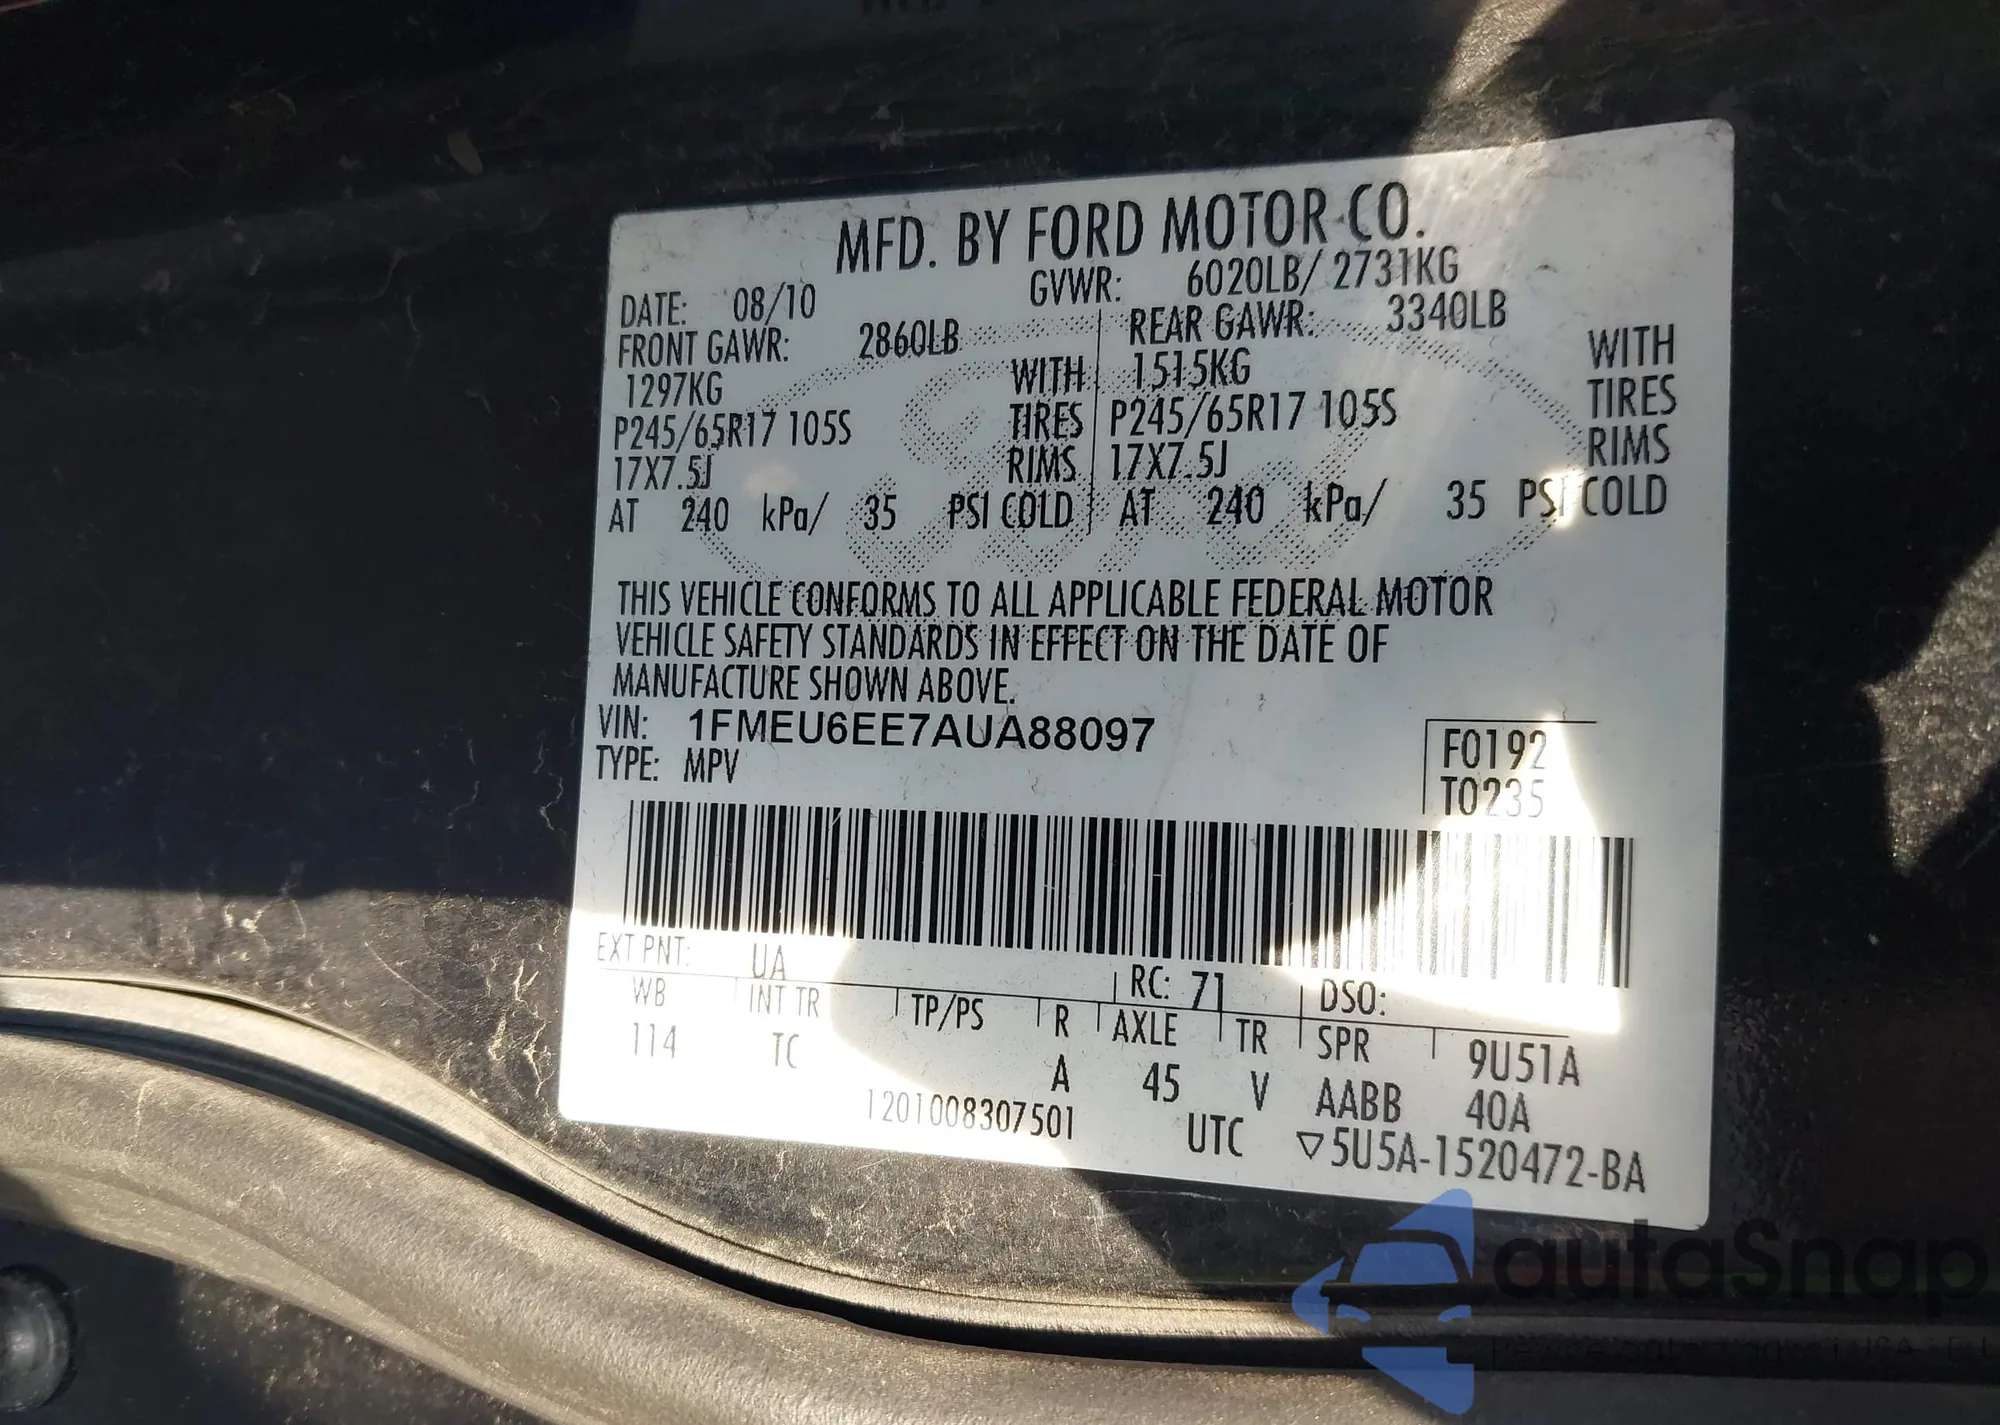 MFD. BY FORD MOTOR CO.
DATE: 08/10 GVWR: 6020LB/ 2731KG
FRONT GAWR: 2860LB REAR GAWR: 3340LB
1297KG WITH 1515KG WITH
P245/65R17 105S TIRES P245/65R17 105S TIRES
17X7.5J RIMS 17X7.5J RIMS
AT 240 kPa/ 35 PSI COLD AT 240 kPa/ 35 PSI COLD
THIS VEHICLE CONFORMS TO ALL APPLICABLE FEDERAL MOTOR
VEHICLE SAFETY STANDARDS IN EFFECT ON THE DATE OF
MANUFACTURE SHOWN ABOVE.
VIN: 1FMEU6EE7AUA88097
TYPE: MPV
F0192
T0235
EXT PNT: UA RC: 71 DSO:
WB INT TR TP/PS R AXLE TR SPR 9U51A
114 TC A 45 V AABB 40A
1201008307501 UTC ▽5U5A-1520472-BA
autaSnap